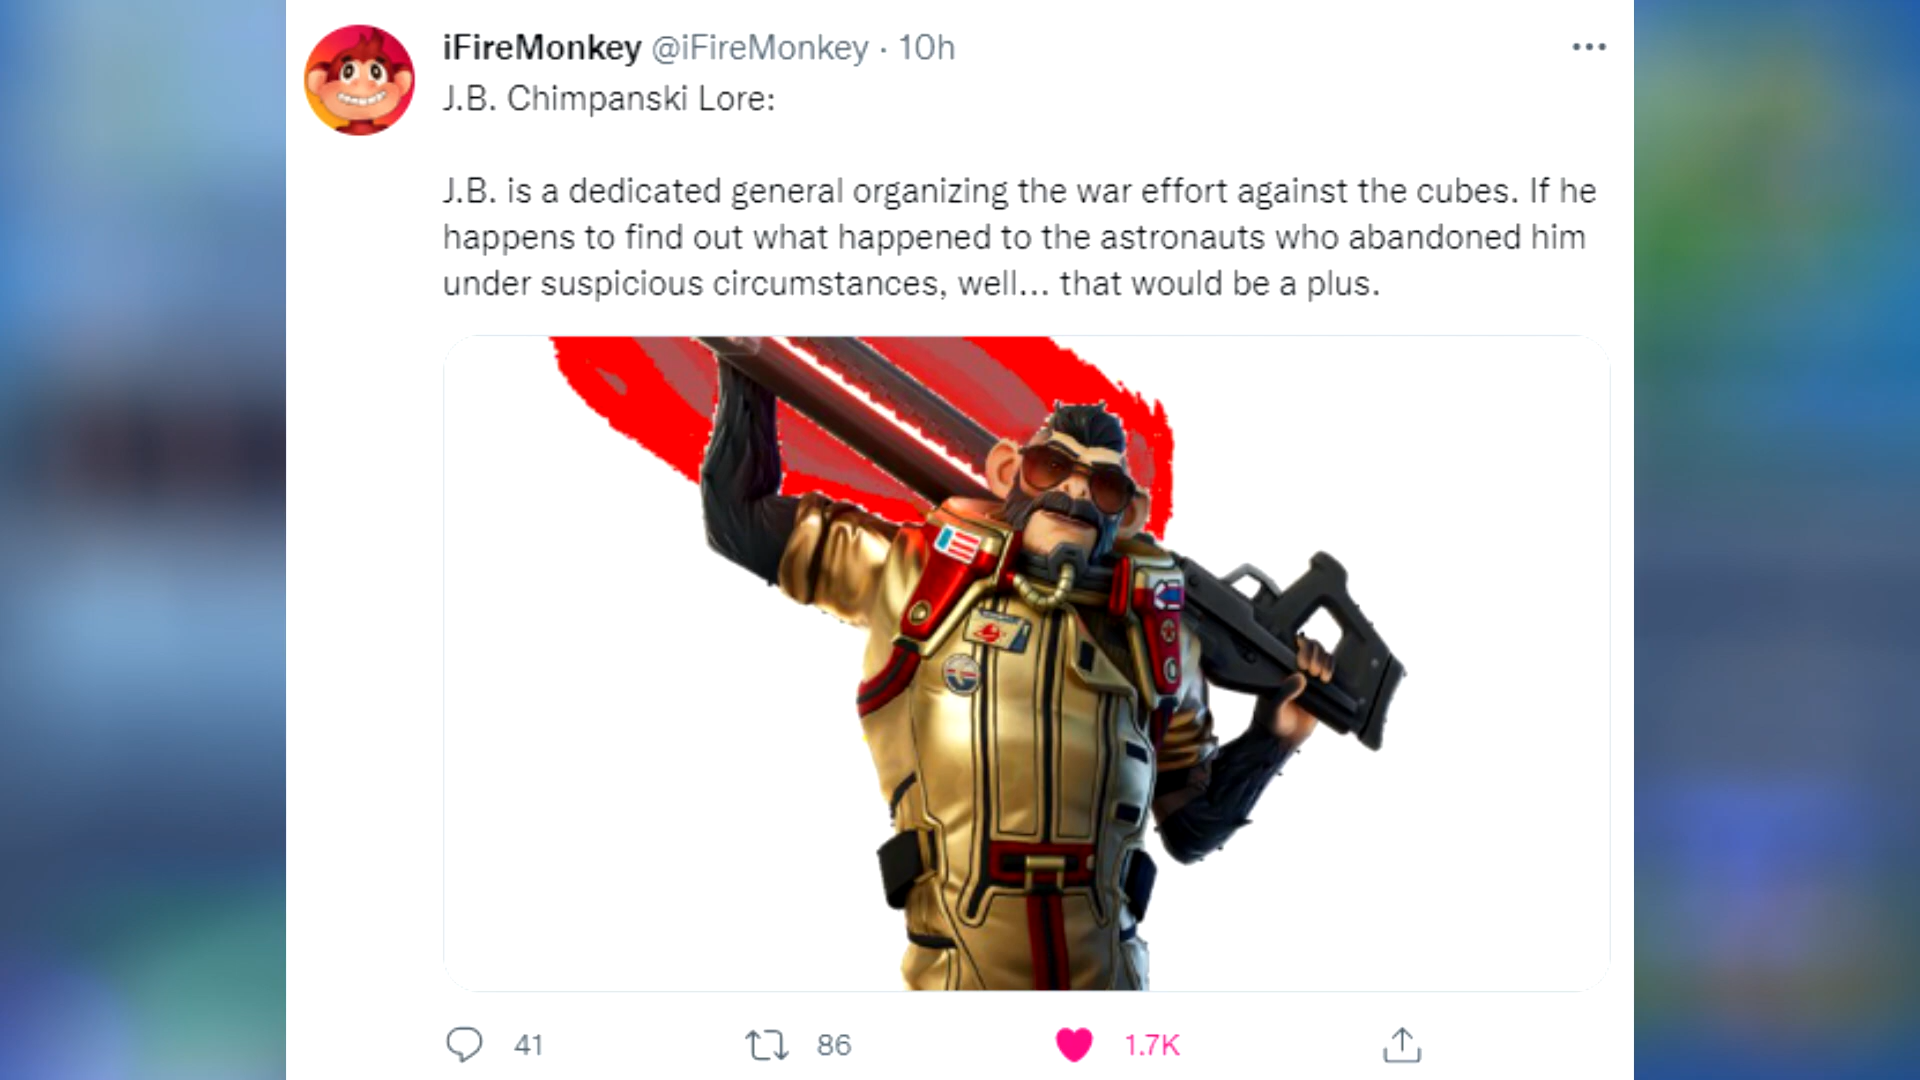 iFireMonkey @iFireMonkey · 10h
J.B. Chimpanski Lore:
J.B. is a dedicated general organizing the war effort against the cubes. If he
happens to find out what happened to the astronauts who abandoned him
under suspicious circumstances, well... that would be a plus.
41 86 1.7K